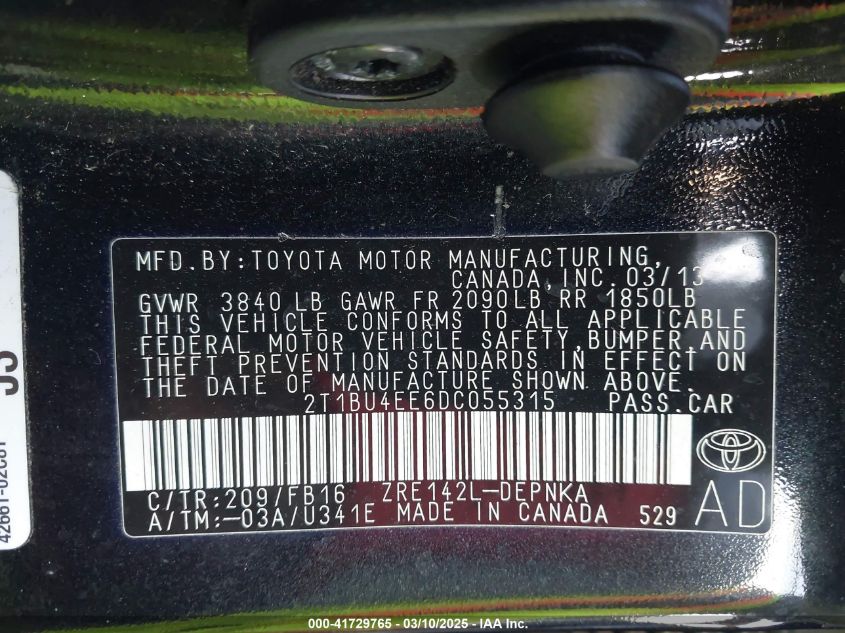 MFD.BY:TOYOTA MOTOR MANUFACTURING,
CANADA,INC. 03/13
GVWR 3840 LB GAWR FR 2090LB RR 1850LB
THIS VEHICLE CONFORMS TO ALL APPLICABLE
FEDERAL MOTOR VEHICLE SAFETY,BUMPER,AND
THEFT PREVENTION STANDARDS IN EFFECT ON
THE DATE OF MANUFACTURE SHOWN ABOVE.
2T1BU4EE6DC055315 PASS.CAR
C/TR:209/FB16 ZRE142L-DEPNKA
A/TM:-03A/U341E MADE IN CANADA 529
AD
000-41729765 - 03/10/2025 - IAA Inc.